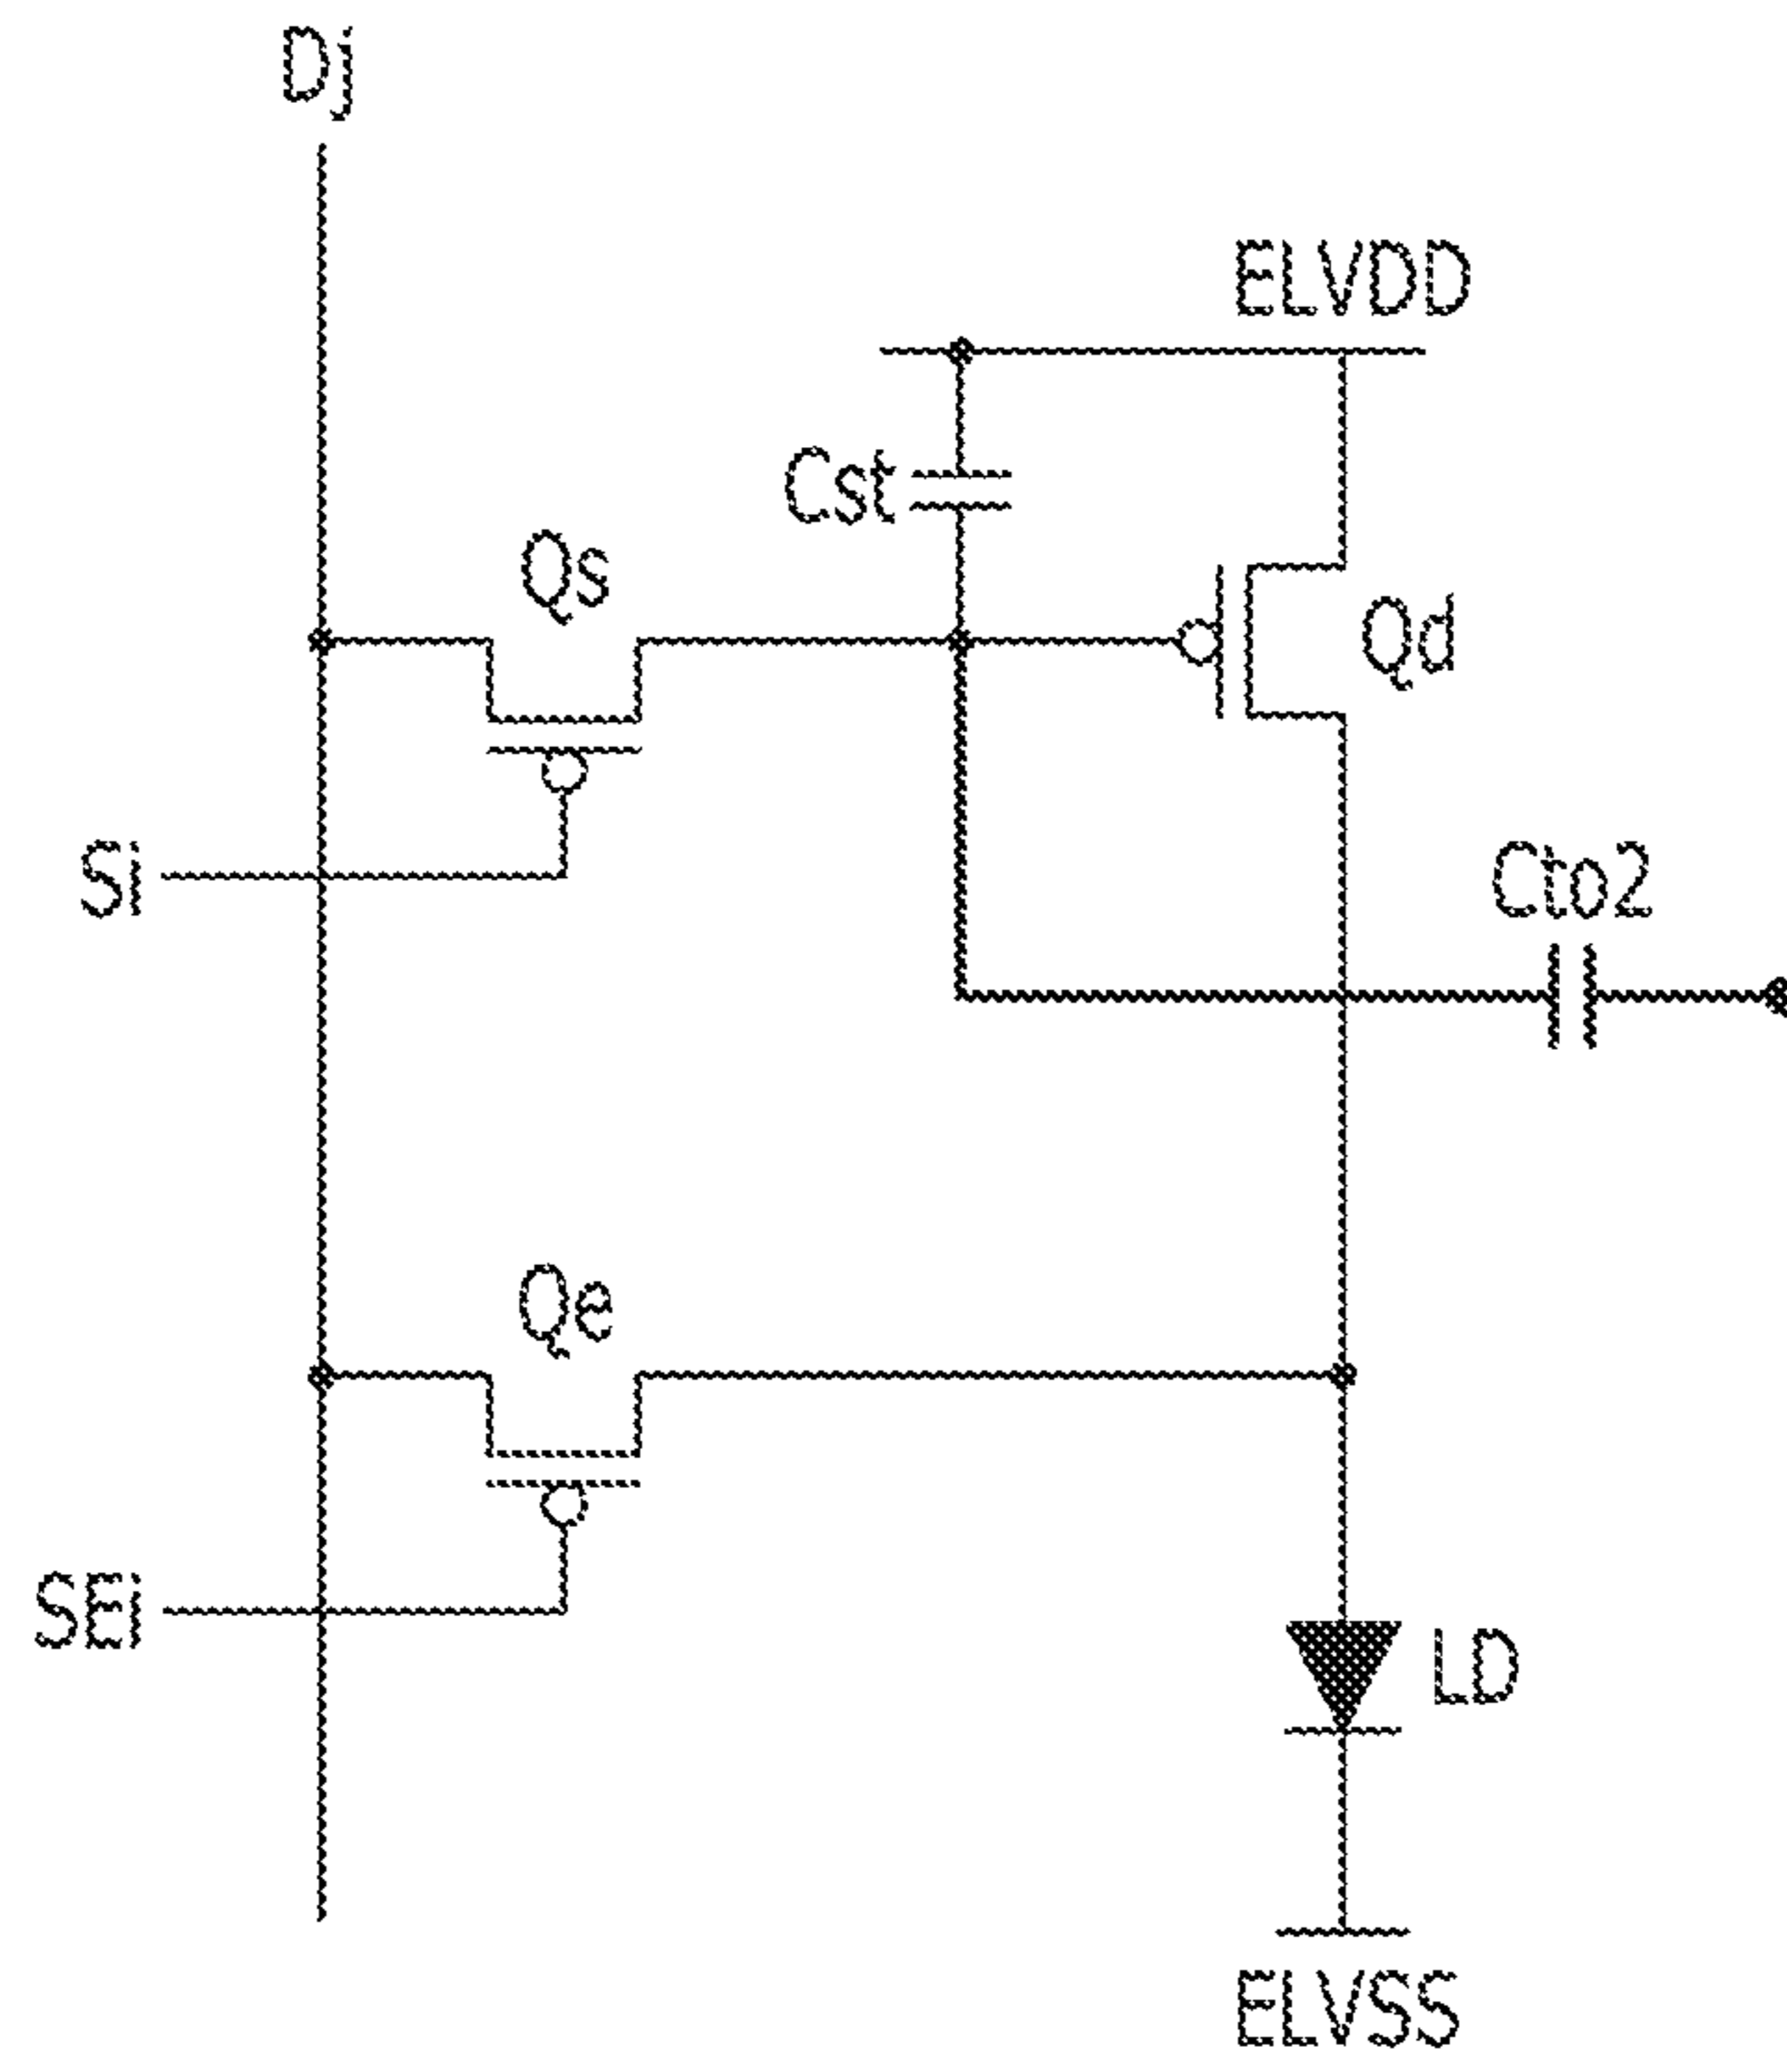 Dj
ELVDD
Cst
Qs
Qd
Si
Cto2
Qe
SEi
LD
ELVSS